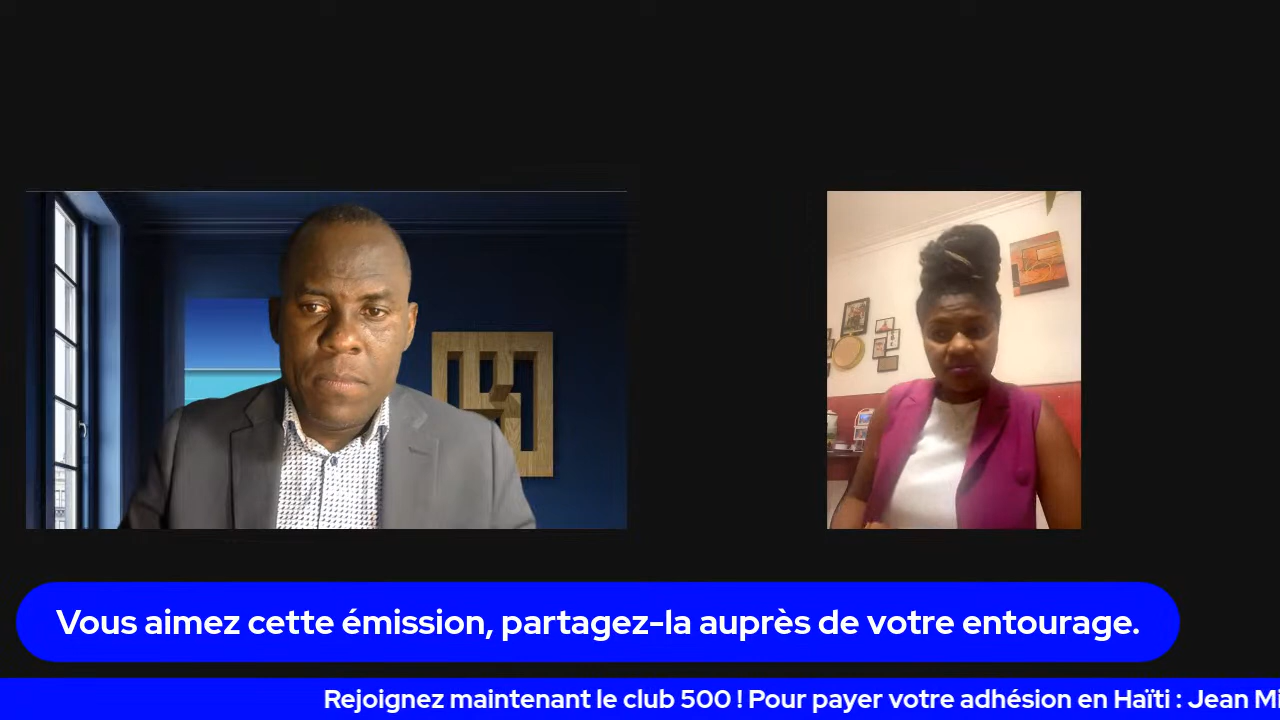 Vous aimez cette émission, partagez-la auprès de votre entourage.
Rejoignez maintenant le club 500 ! Pour payer votre adhésion en Haïti : Jean